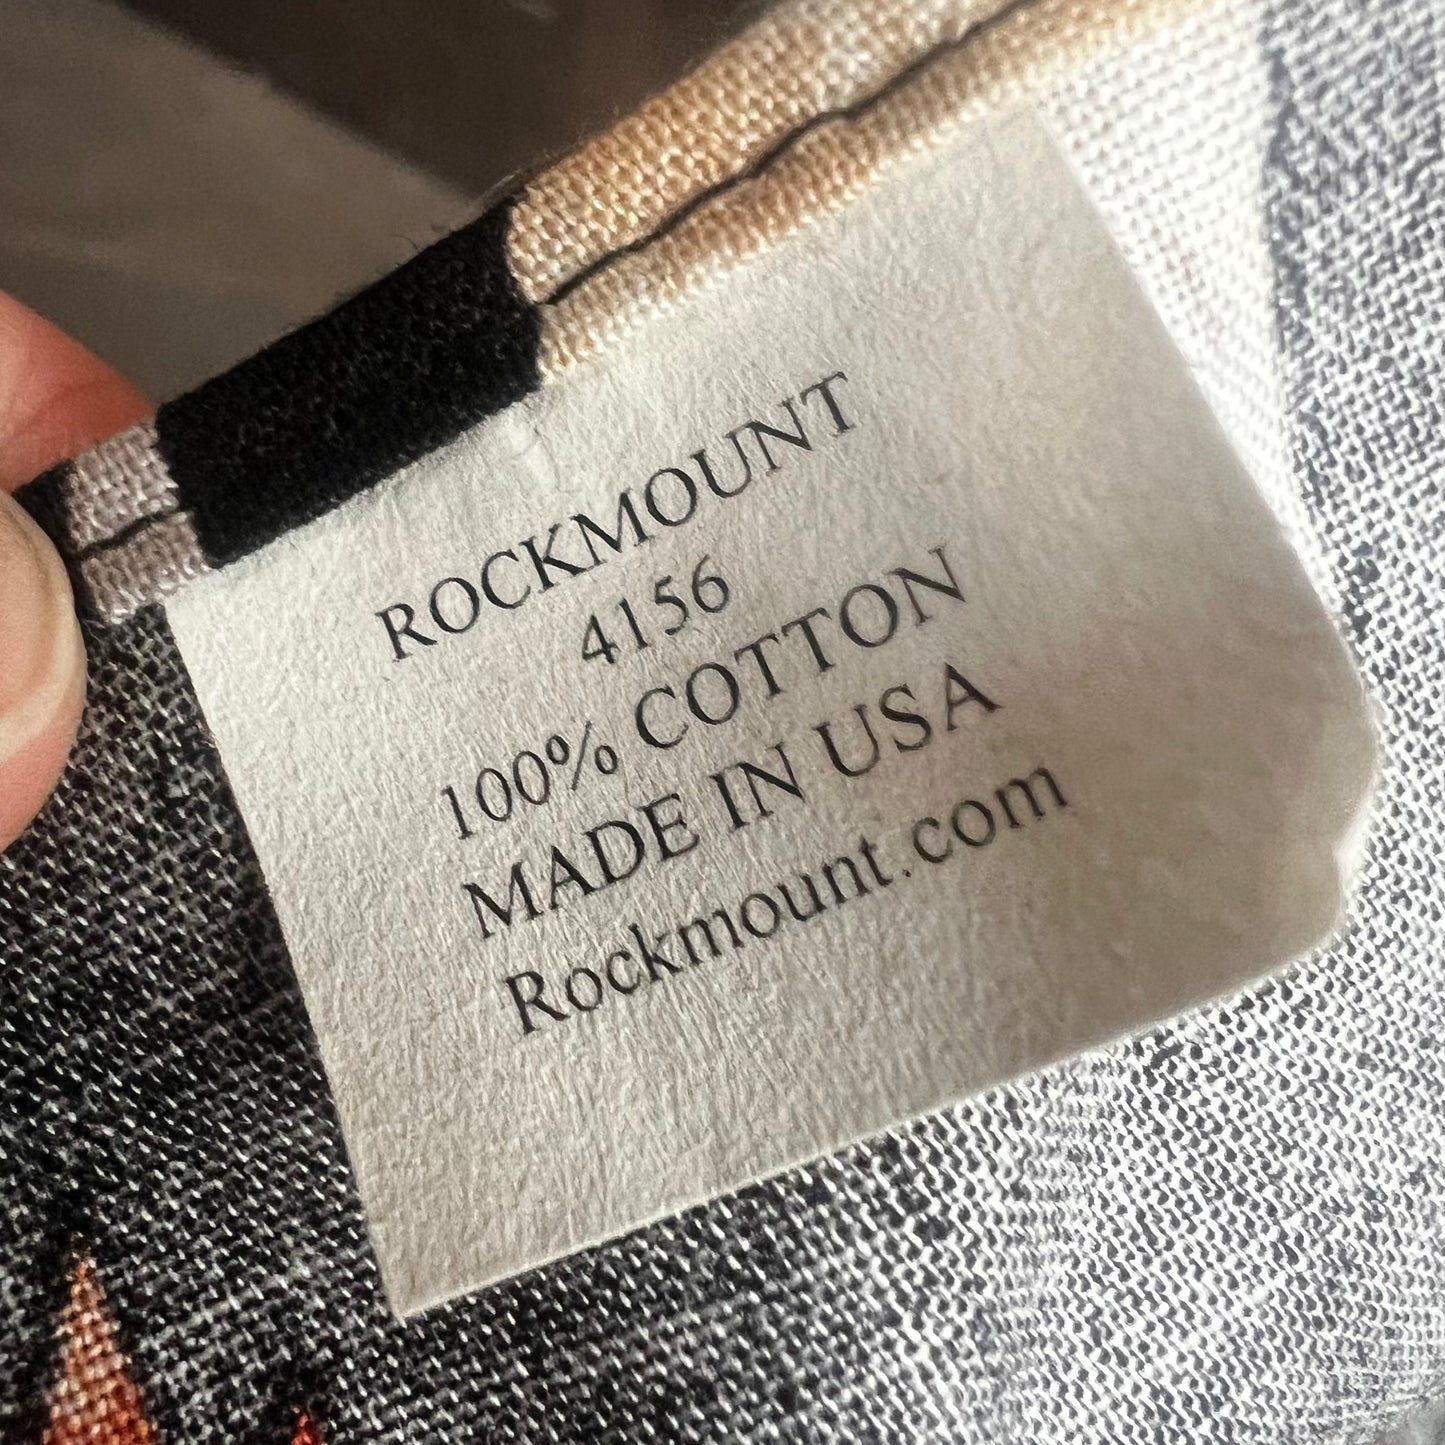 ROCKMOUNT
4156
100% COTTON
MADE IN USA
Rockmount.com